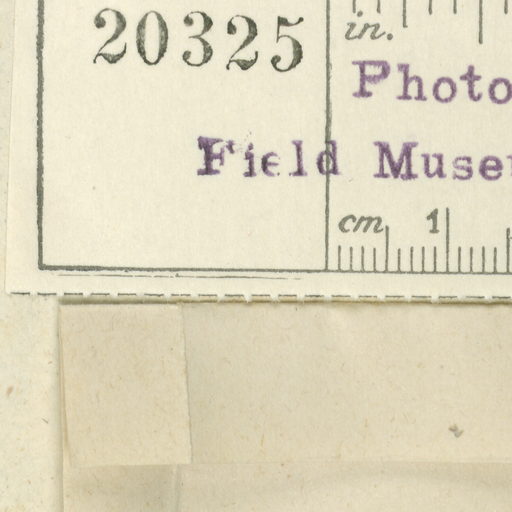 20325
in.
Photo
Field Museu
cm 1